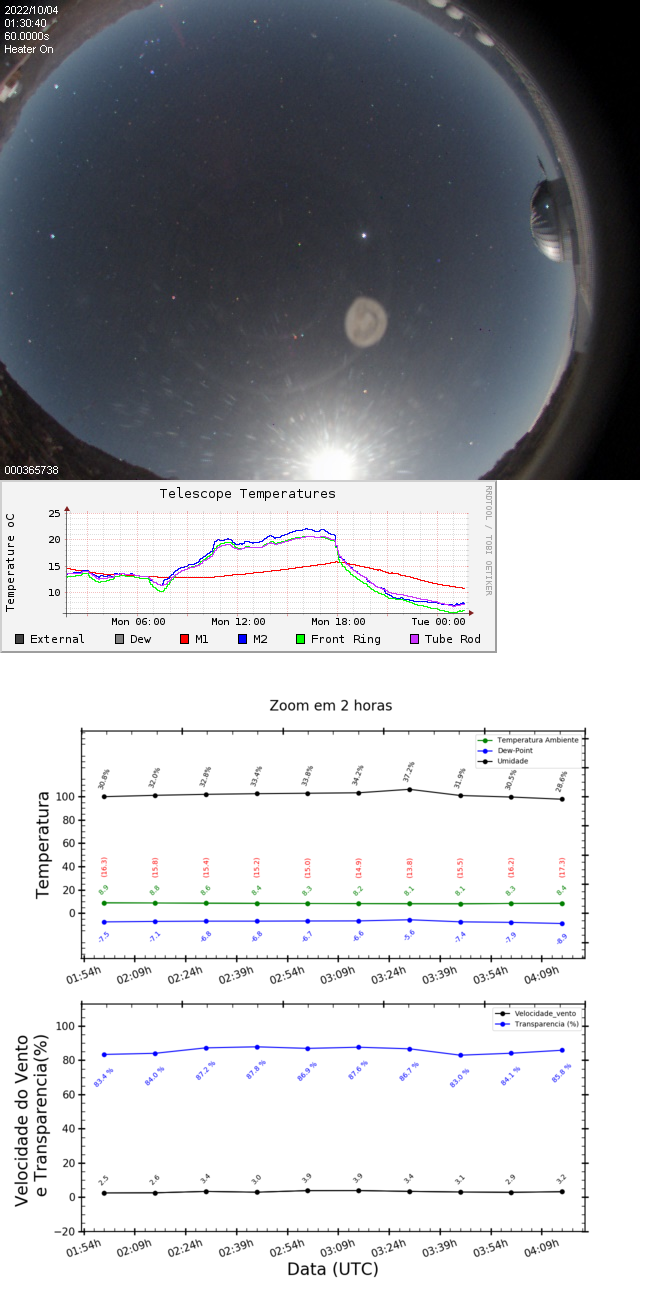 2022/10/04
01:30:40
60.0000s
Heater On
000365738
Telescope Temperatures
RRDTOOL / TOBI OETIKER
Temperature oC
25
20
15
10
Mon 06:00 Mon 12:00 Mon 18:00 Tue 00:00
External Dew M1 M2 Front Ring Tube Rod
Zoom em 2 horas
Temperatura Ambiente
Dew-Point
Umidade
Temperatura
100
80
60
40
20
0
30.8% 32.0% 32.8% 33.4% 33.8% 34.2% 37.2% 31.9% 30.5% 28.6%
(16.3) (15.8) (15.4) (15.2) (15.0) (14.9) (13.8) (15.5) (16.2) (17.3)
8.9 8.8 8.6 8.4 8.3 8.2 8.1 8.1 8.3 8.4
-7.5 -7.1 -6.8 -6.8 -6.7 -6.6 -5.6 -7.4 -7.9 -8.9
01:54h 02:09h 02:24h 02:39h 02:54h 03:09h 03:24h 03:39h 03:54h 04:09h
Velocidade_vento
Transparencia (%)
Velocidade do Vento
e Transparencia(%)
100
80
60
40
20
0
−20
83.4 % 84.0 % 87.2 % 87.8 % 86.9 % 87.6 % 86.7 % 83.0 % 84.1 % 85.8 %
2.5 2.6 3.4 3.0 3.9 3.9 3.4 3.1 2.9 3.2
01:54h 02:09h 02:24h 02:39h 02:54h 03:09h 03:24h 03:39h 03:54h 04:09h
Data (UTC)